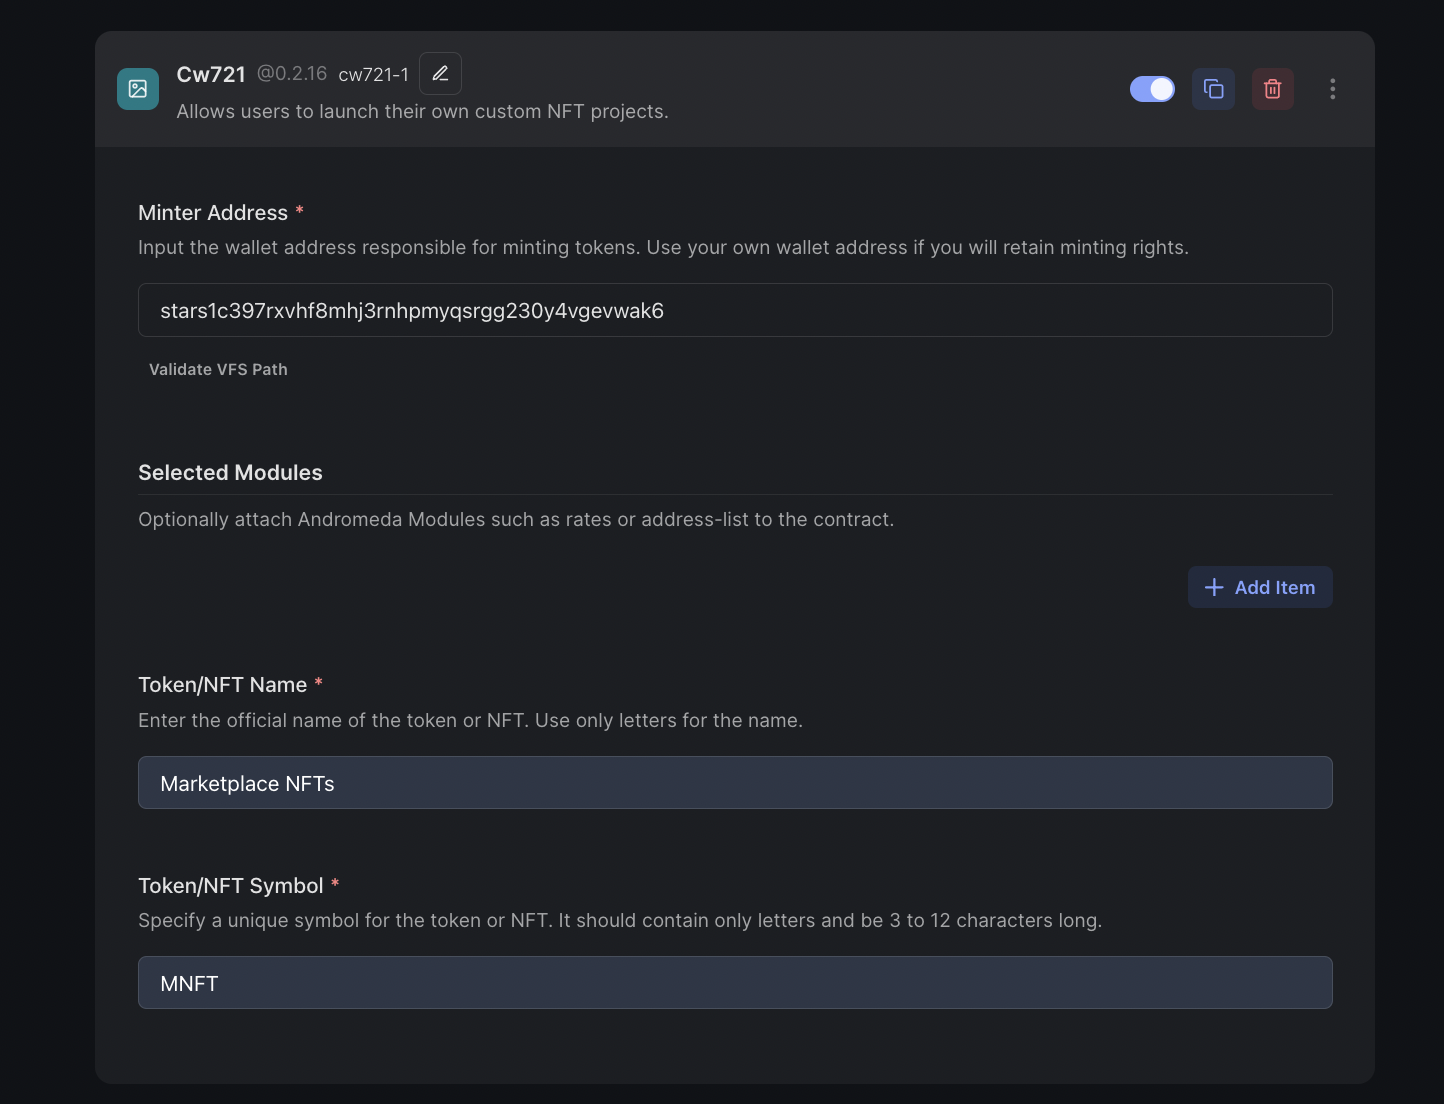 Cw721 @0.2.16 cw721-1
Allows users to launch their own custom NFT projects.
Minter Address *
Input the wallet address responsible for minting tokens. Use your own wallet address if you will retain minting rights.
stars1c397rxvhf8mhj3rnhpmyqsrgg230y4vgevwak6
Validate VFS Path
Selected Modules
Optionally attach Andromeda Modules such as rates or address-list to the contract.
Add Item
Token/NFT Name *
Enter the official name of the token or NFT. Use only letters for the name.
Marketplace NFTs
Token/NFT Symbol *
Specify a unique symbol for the token or NFT. It should contain only letters and be 3 to 12 characters long.
MNFT